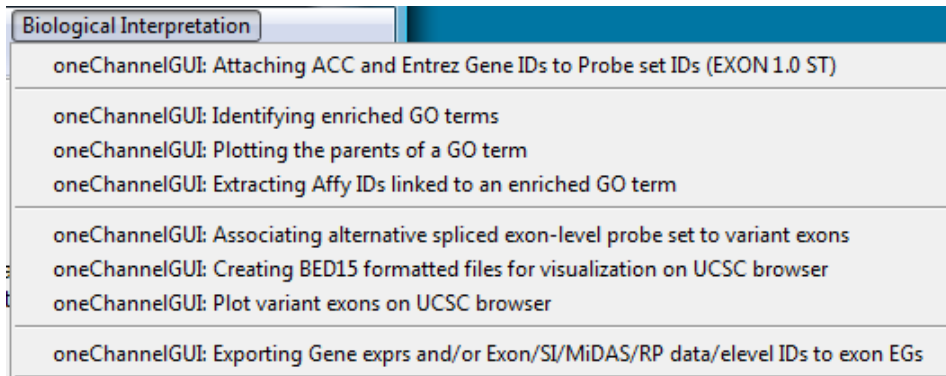 Biological Interpretation
oneChannelGUI: Attaching ACC and Entrez Gene IDs to Probe set IDs (EXON 1.0 ST)
oneChannelGUI: Identifying enriched GO terms
oneChannelGUI: Plotting the parents of a GO term
oneChannelGUI: Extracting Affy IDs linked to an enriched GO term
oneChannelGUI: Associating alternative spliced exon-level probe set to variant exons
oneChannelGUI: Creating BED15 formatted files for visualization on UCSC browser
oneChannelGUI: Plot variant exons on UCSC browser
oneChannelGUI: Exporting Gene exprs and/or Exon/SI/MiDAS/RP data/elevel IDs to exon EGs